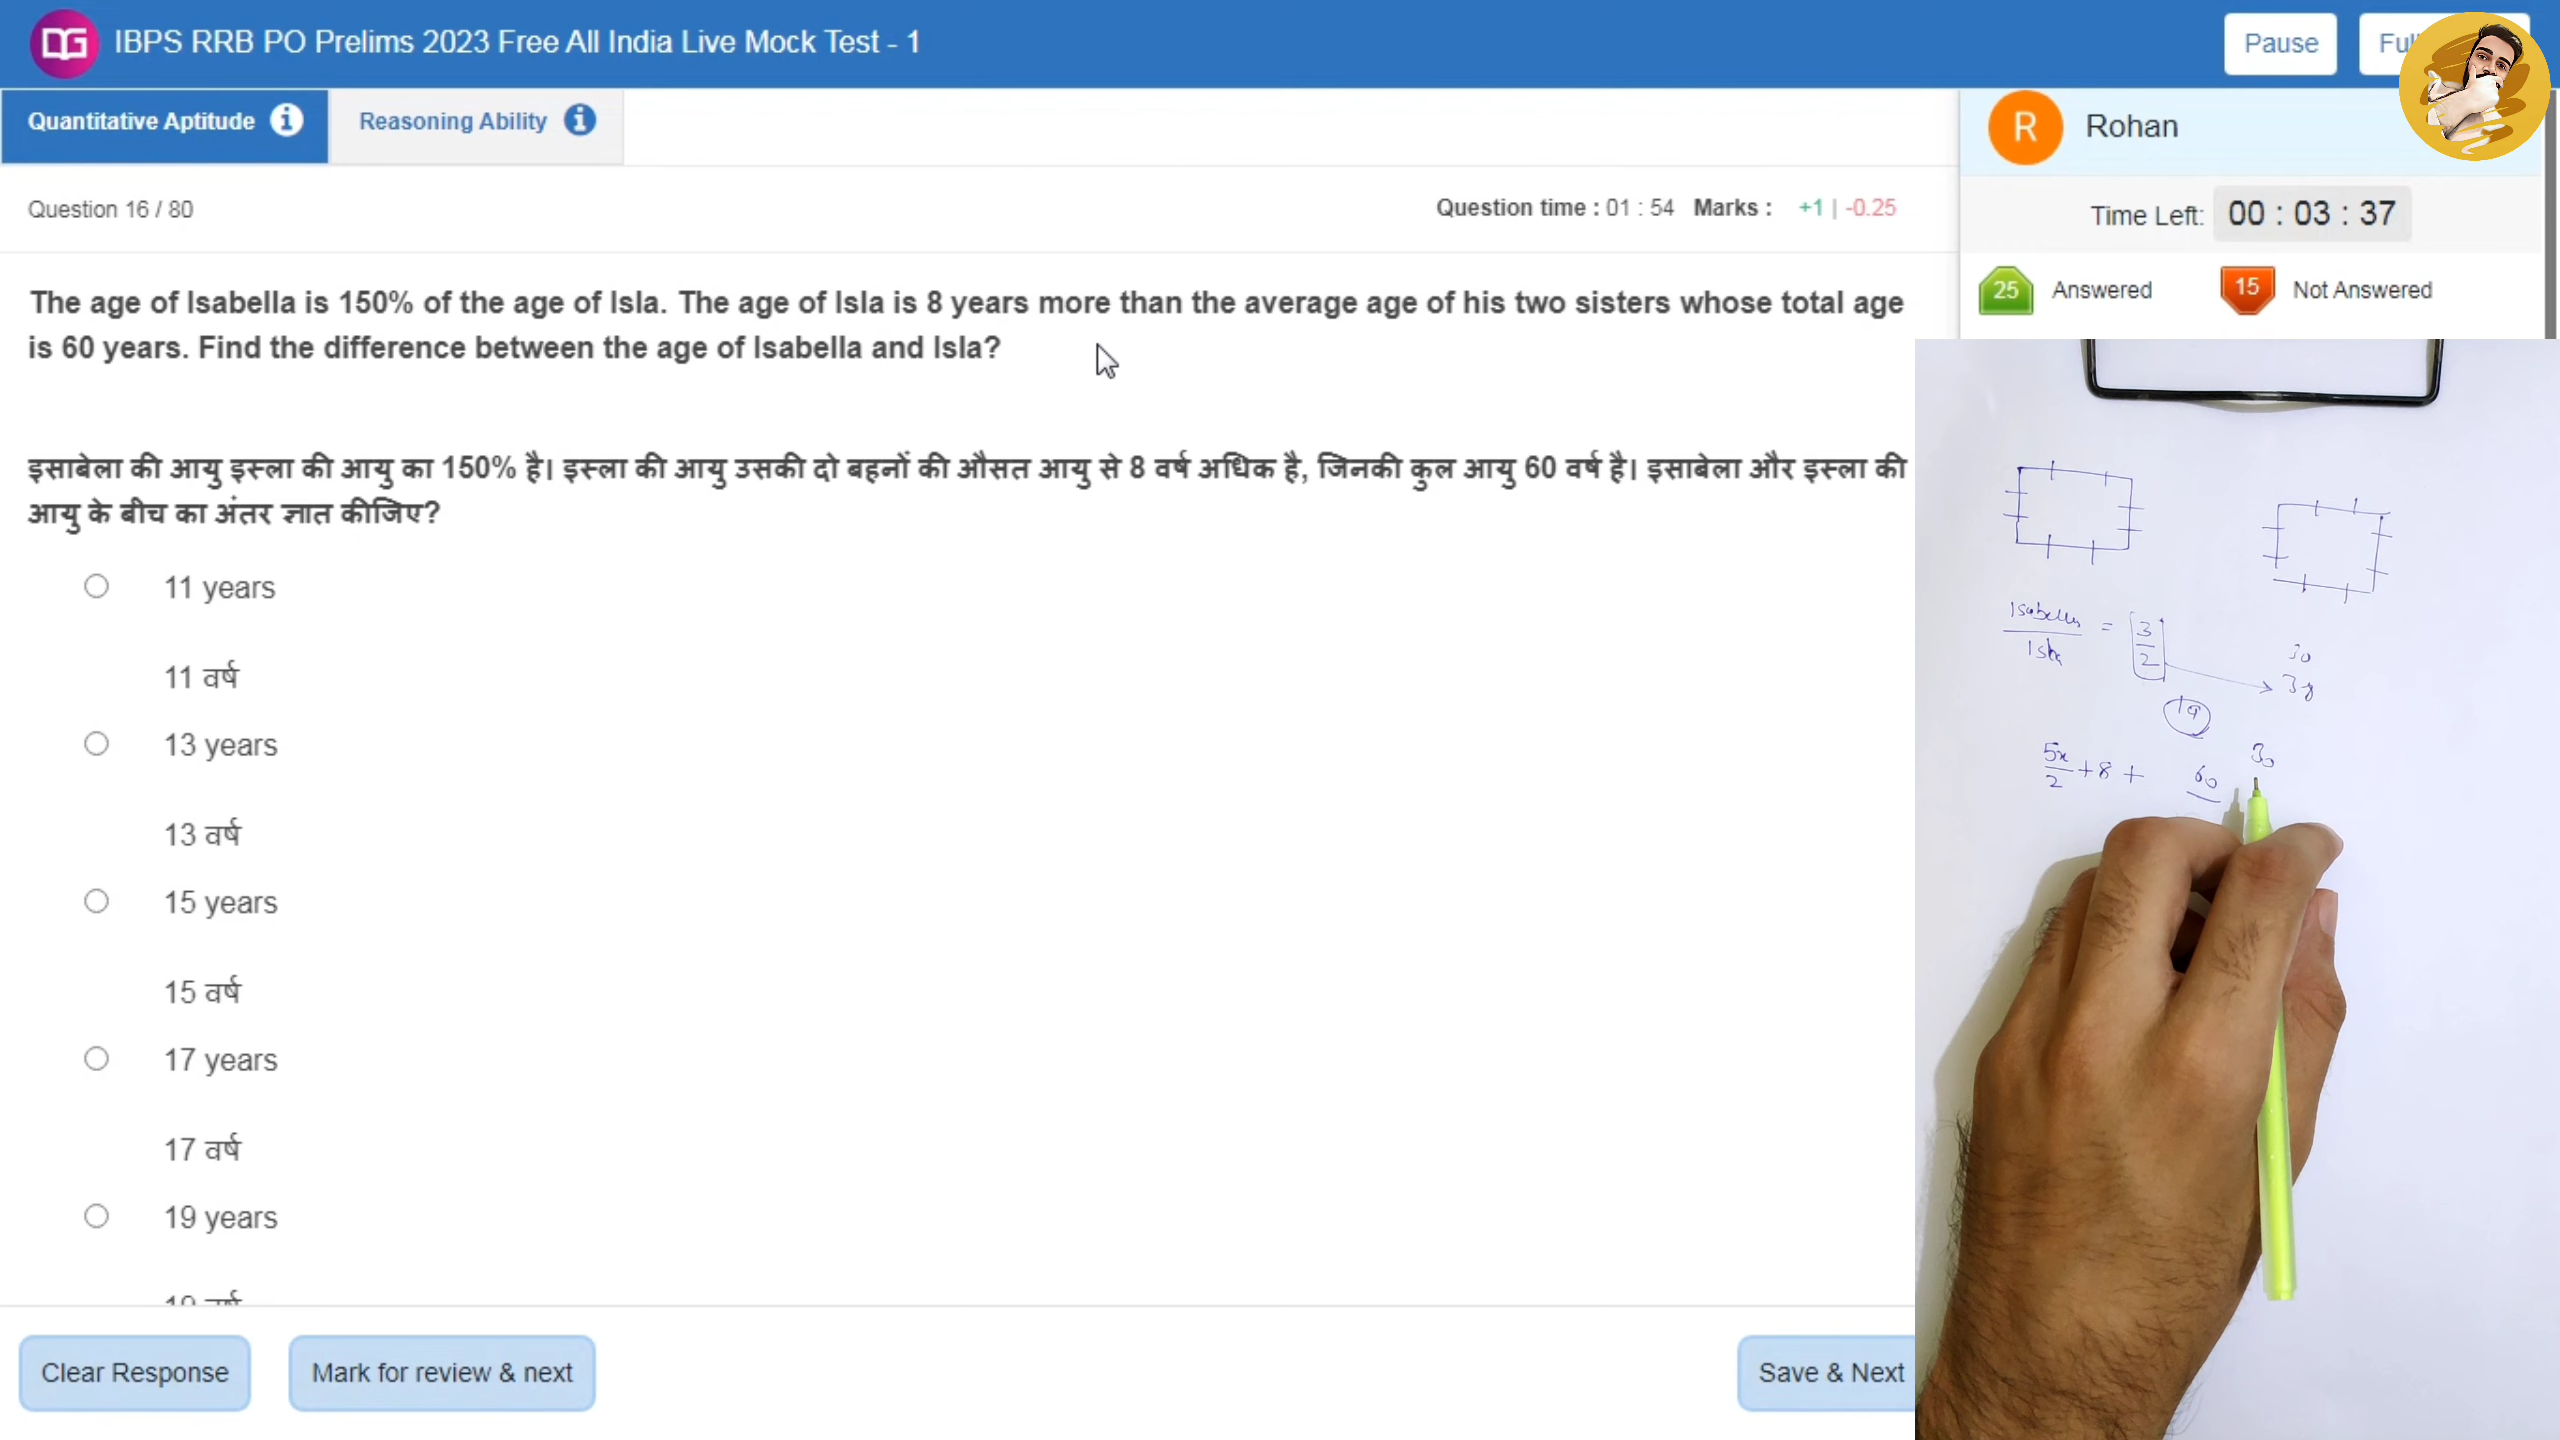 DG IBPS RRB PO Prelims 2023 Free All India Live Mock Test - 1
Pause
Quantitative Aptitude i
Reasoning Ability i
R Rohan
Question 16 / 80
Question time : 01 : 54 Marks : +1 | -0.25
Time Left: 00 : 03 : 37
25 Answered
15 Not Answered
The age of Isabella is 150% of the age of Isla. The age of Isla is 8 years more than the average age of his two sisters whose total age
is 60 years. Find the difference between the age of Isabella and Isla?
इसाबेला की आयु इस्ला की आयु का 150% है। इस्ला की आयु उसकी दो बहनों की औसत आयु से 8 वर्ष अधिक है, जिनकी कुल आयु 60 वर्ष है। इसाबेला और इस्ला की
आयु के बीच का अंतर ज्ञात कीजिए?
11 years
11 वर्ष
13 years
13 वर्ष
15 years
15 वर्ष
17 years
17 वर्ष
19 years
Clear Response
Mark for review & next
Save & Next
Isabella
= 3
Isla
2
30
38
19
5x
2
+8 +
60
30